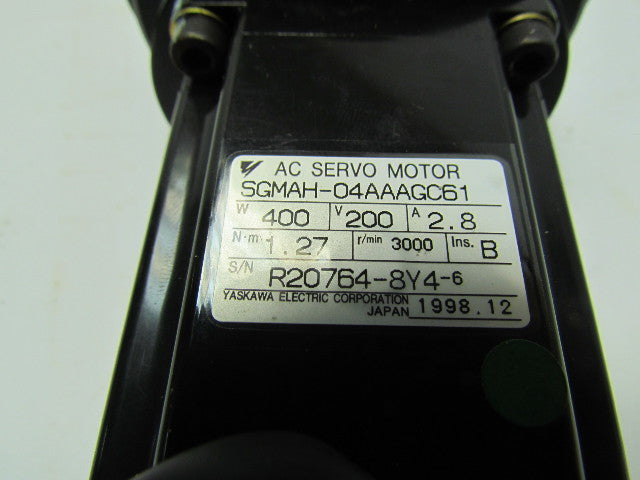 AC SERVO MOTOR
SGMAH-04AAAGC61
W 400 V 200 A 2.8
N·m 1.27 r/min 3000 Ins. B
S/N R20764-8Y4-6
YASKAWA ELECTRIC CORPORATION
JAPAN 1998.12